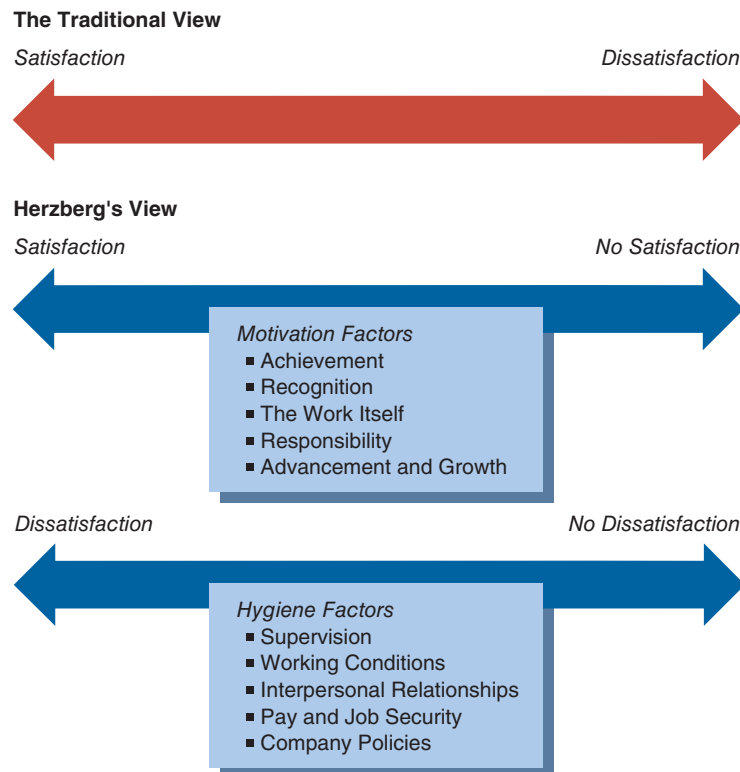 The Traditional View
Satisfaction Dissatisfaction
Herzberg's View
Satisfaction No Satisfaction
Motivation Factors
▪ Achievement
▪ Recognition
▪ The Work Itself
▪ Responsibility
▪ Advancement and Growth
Dissatisfaction No Dissatisfaction
Hygiene Factors
▪ Supervision
▪ Working Conditions
▪ Interpersonal Relationships
▪ Pay and Job Security
▪ Company Policies